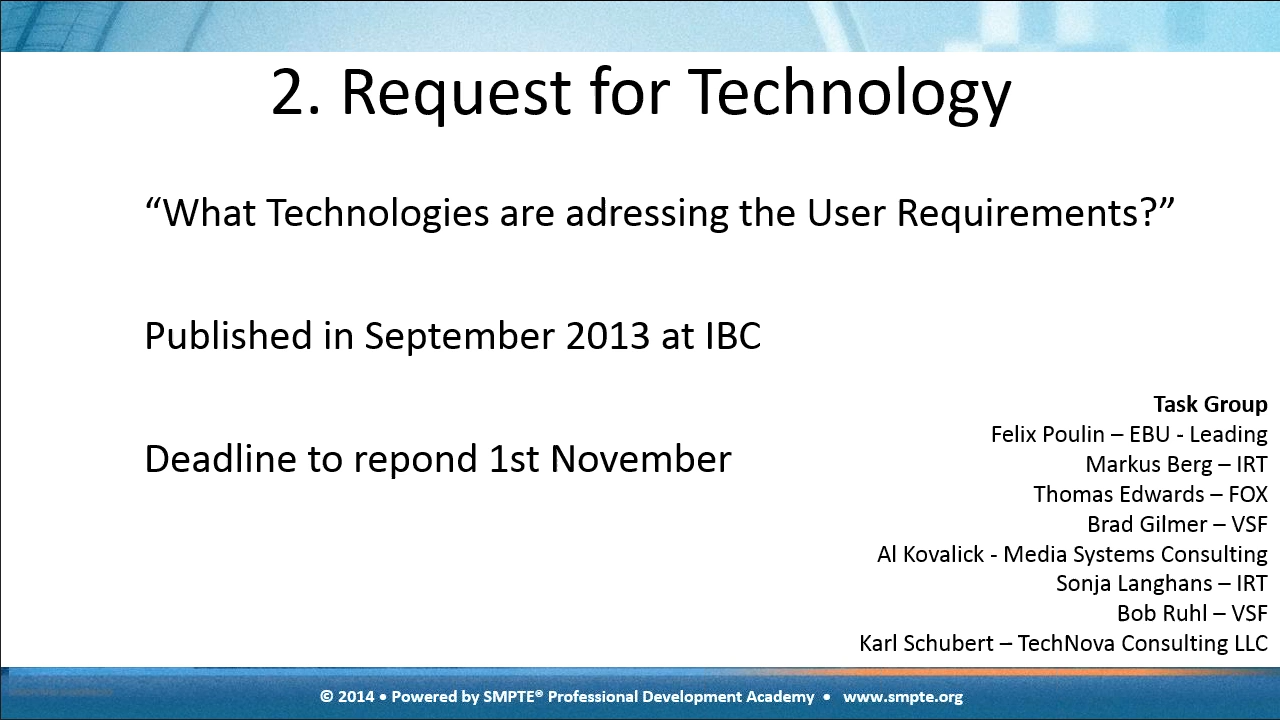 2. Request for Technology
“What Technologies are adressing the User Requirements?”
Published in September 2013 at IBC
Deadline to repond 1st November
Task Group
Felix Poulin – EBU - Leading
Markus Berg – IRT
Thomas Edwards – FOX
Brad Gilmer – VSF
Al Kovalick - Media Systems Consulting
Sonja Langhans – IRT
Bob Ruhl – VSF
Karl Schubert – TechNova Consulting LLC
© 2014 • Powered by SMPTE® Professional Development Academy • www.smpte.org